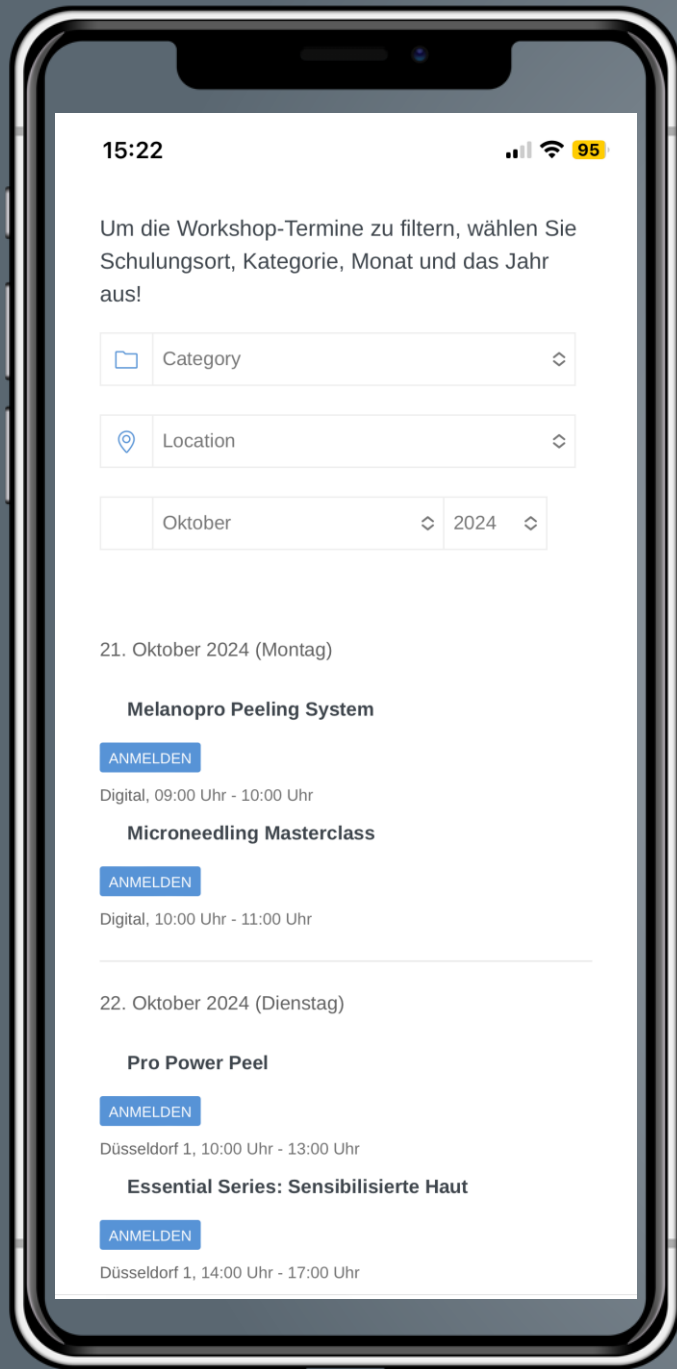 15:22
95
Um die Workshop-Termine zu filtern, wählen Sie
Schulungsort, Kategorie, Monat und das Jahr
aus!
Category
Location
Oktober 2024
21. Oktober 2024 (Montag)
Melanopro Peeling System
ANMELDEN
Digital, 09:00 Uhr - 10:00 Uhr
Microneedling Masterclass
ANMELDEN
Digital, 10:00 Uhr - 11:00 Uhr
22. Oktober 2024 (Dienstag)
Pro Power Peel
ANMELDEN
Düsseldorf 1, 10:00 Uhr - 13:00 Uhr
Essential Series: Sensibilisierte Haut
ANMELDEN
Düsseldorf 1, 14:00 Uhr - 17:00 Uhr